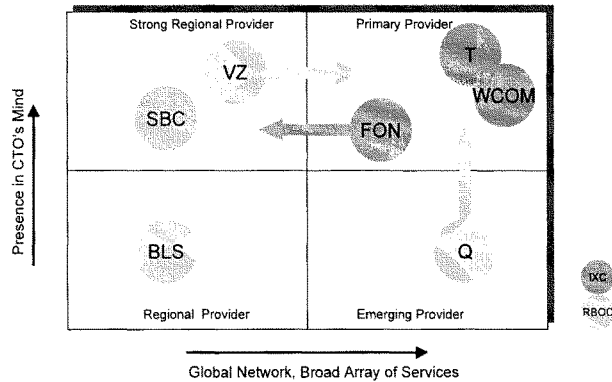 Strong Regional Provider
Primary Provider
T
VZ
WCOM
SBC
FON
Presence in CTO's Mind
BLS
Q
IXC
RBOC
Regional Provider
Emerging Provider
Global Network, Broad Array of Services